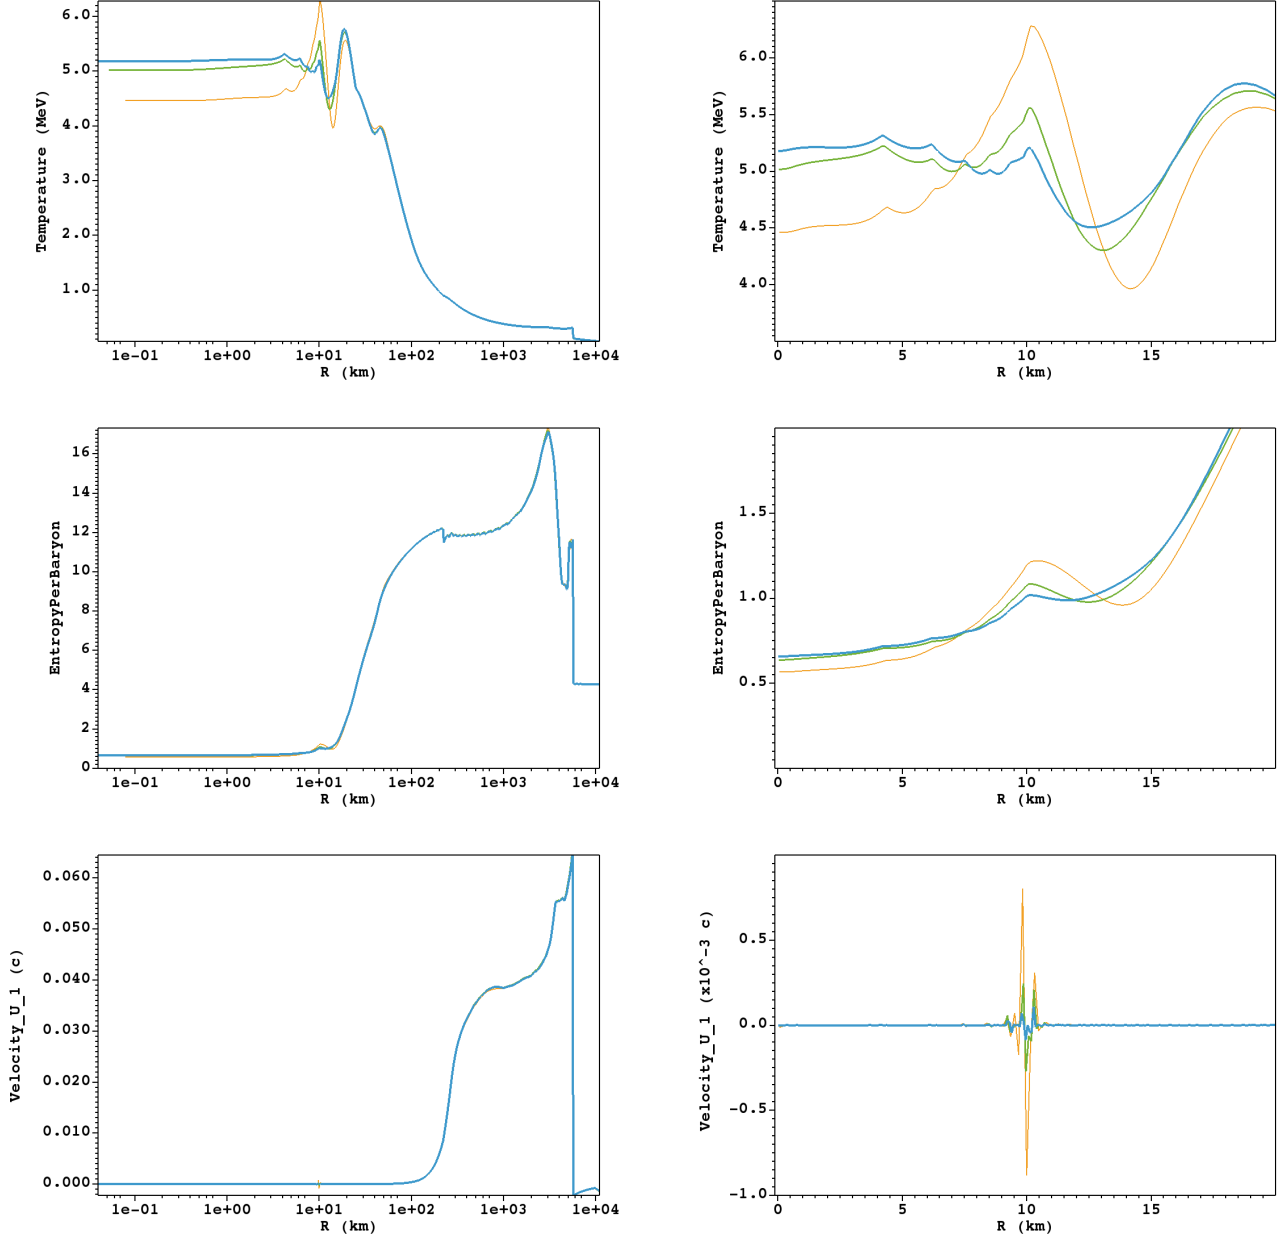 6.0
5.0
4.0
3.0
2.0
1.0
Temperature (MeV)
1e-01 1e+00 1e+01 1e+02 1e+03 1e+04
R (km)
6.0
5.5
5.0
4.5
4.0
Temperature (MeV)
0 5 10 15
R (km)
16
14
12
10
8
6
4
2
0
EntropyPerBaryon
1e-01 1e+00 1e+01 1e+02 1e+03 1e+04
R (km)
1.5
1.0
0.5
EntropyPerBaryon
0 5 10 15
R (km)
0.060
0.050
0.040
0.030
0.020
0.010
0.000
Velocity_U_1 (c)
1e-01 1e+00 1e+01 1e+02 1e+03 1e+04
R (km)
0.5
0.0
-0.5
-1.0
Velocity_U_1 (x10^-3 c)
0 5 10 15
R (km)